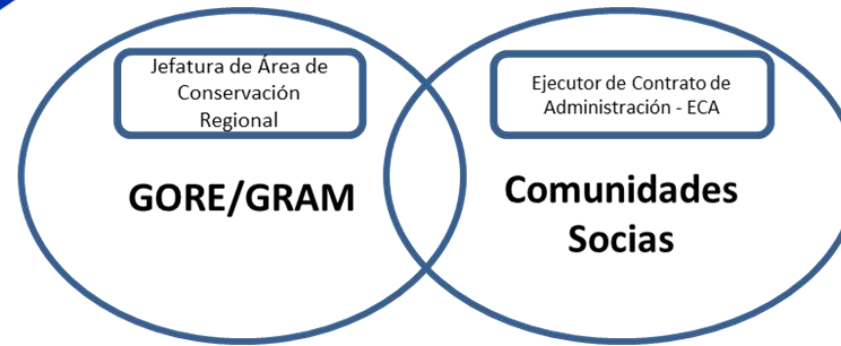 Jefatura de Área de
Conservación
Regional
GORE/GRAM
Ejecutor de Contrato de
Administración - ECA
Comunidades
Socias